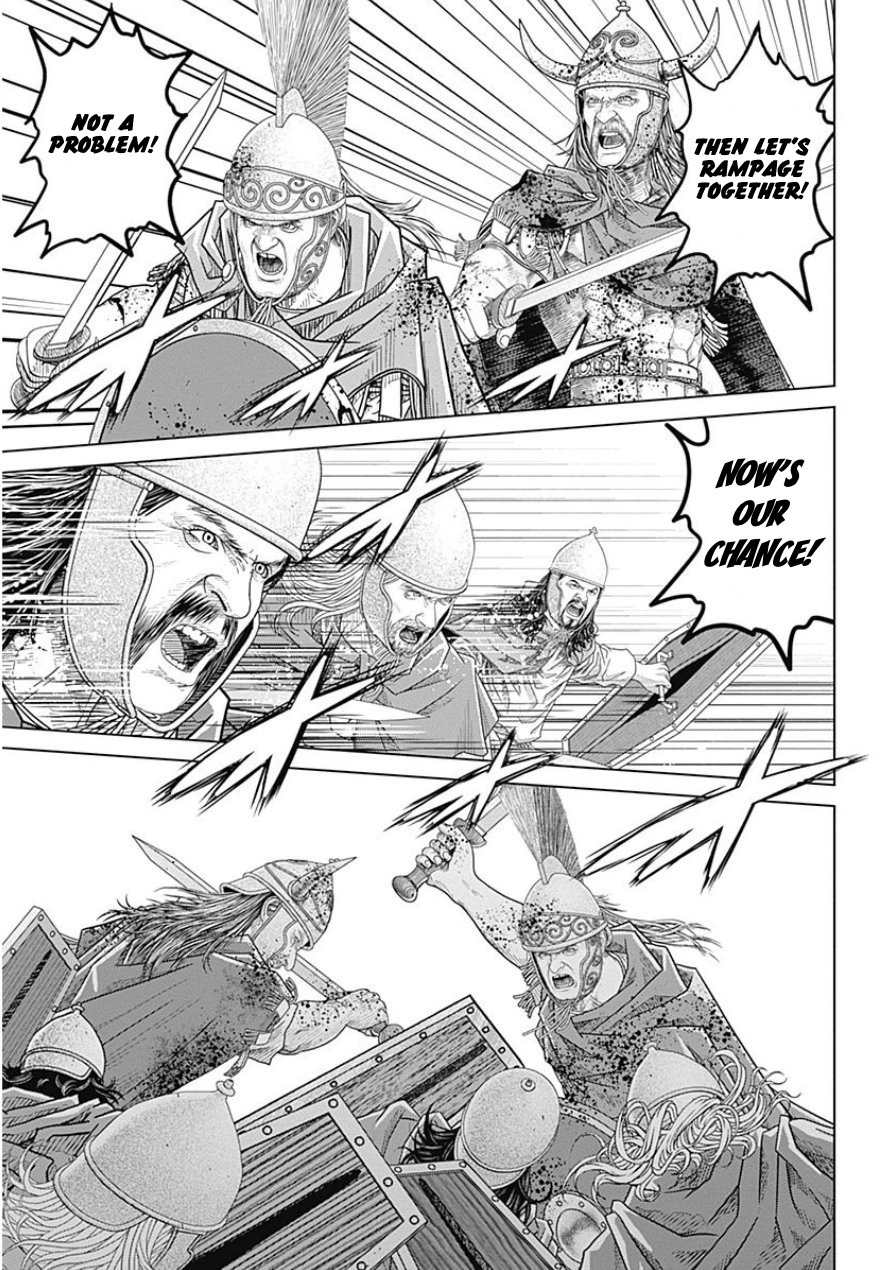 THEN LET'S
RAMPAGE
TOGETHER!
NOT A
PROBLEM!
NOW'S
OUR
CHANCE!